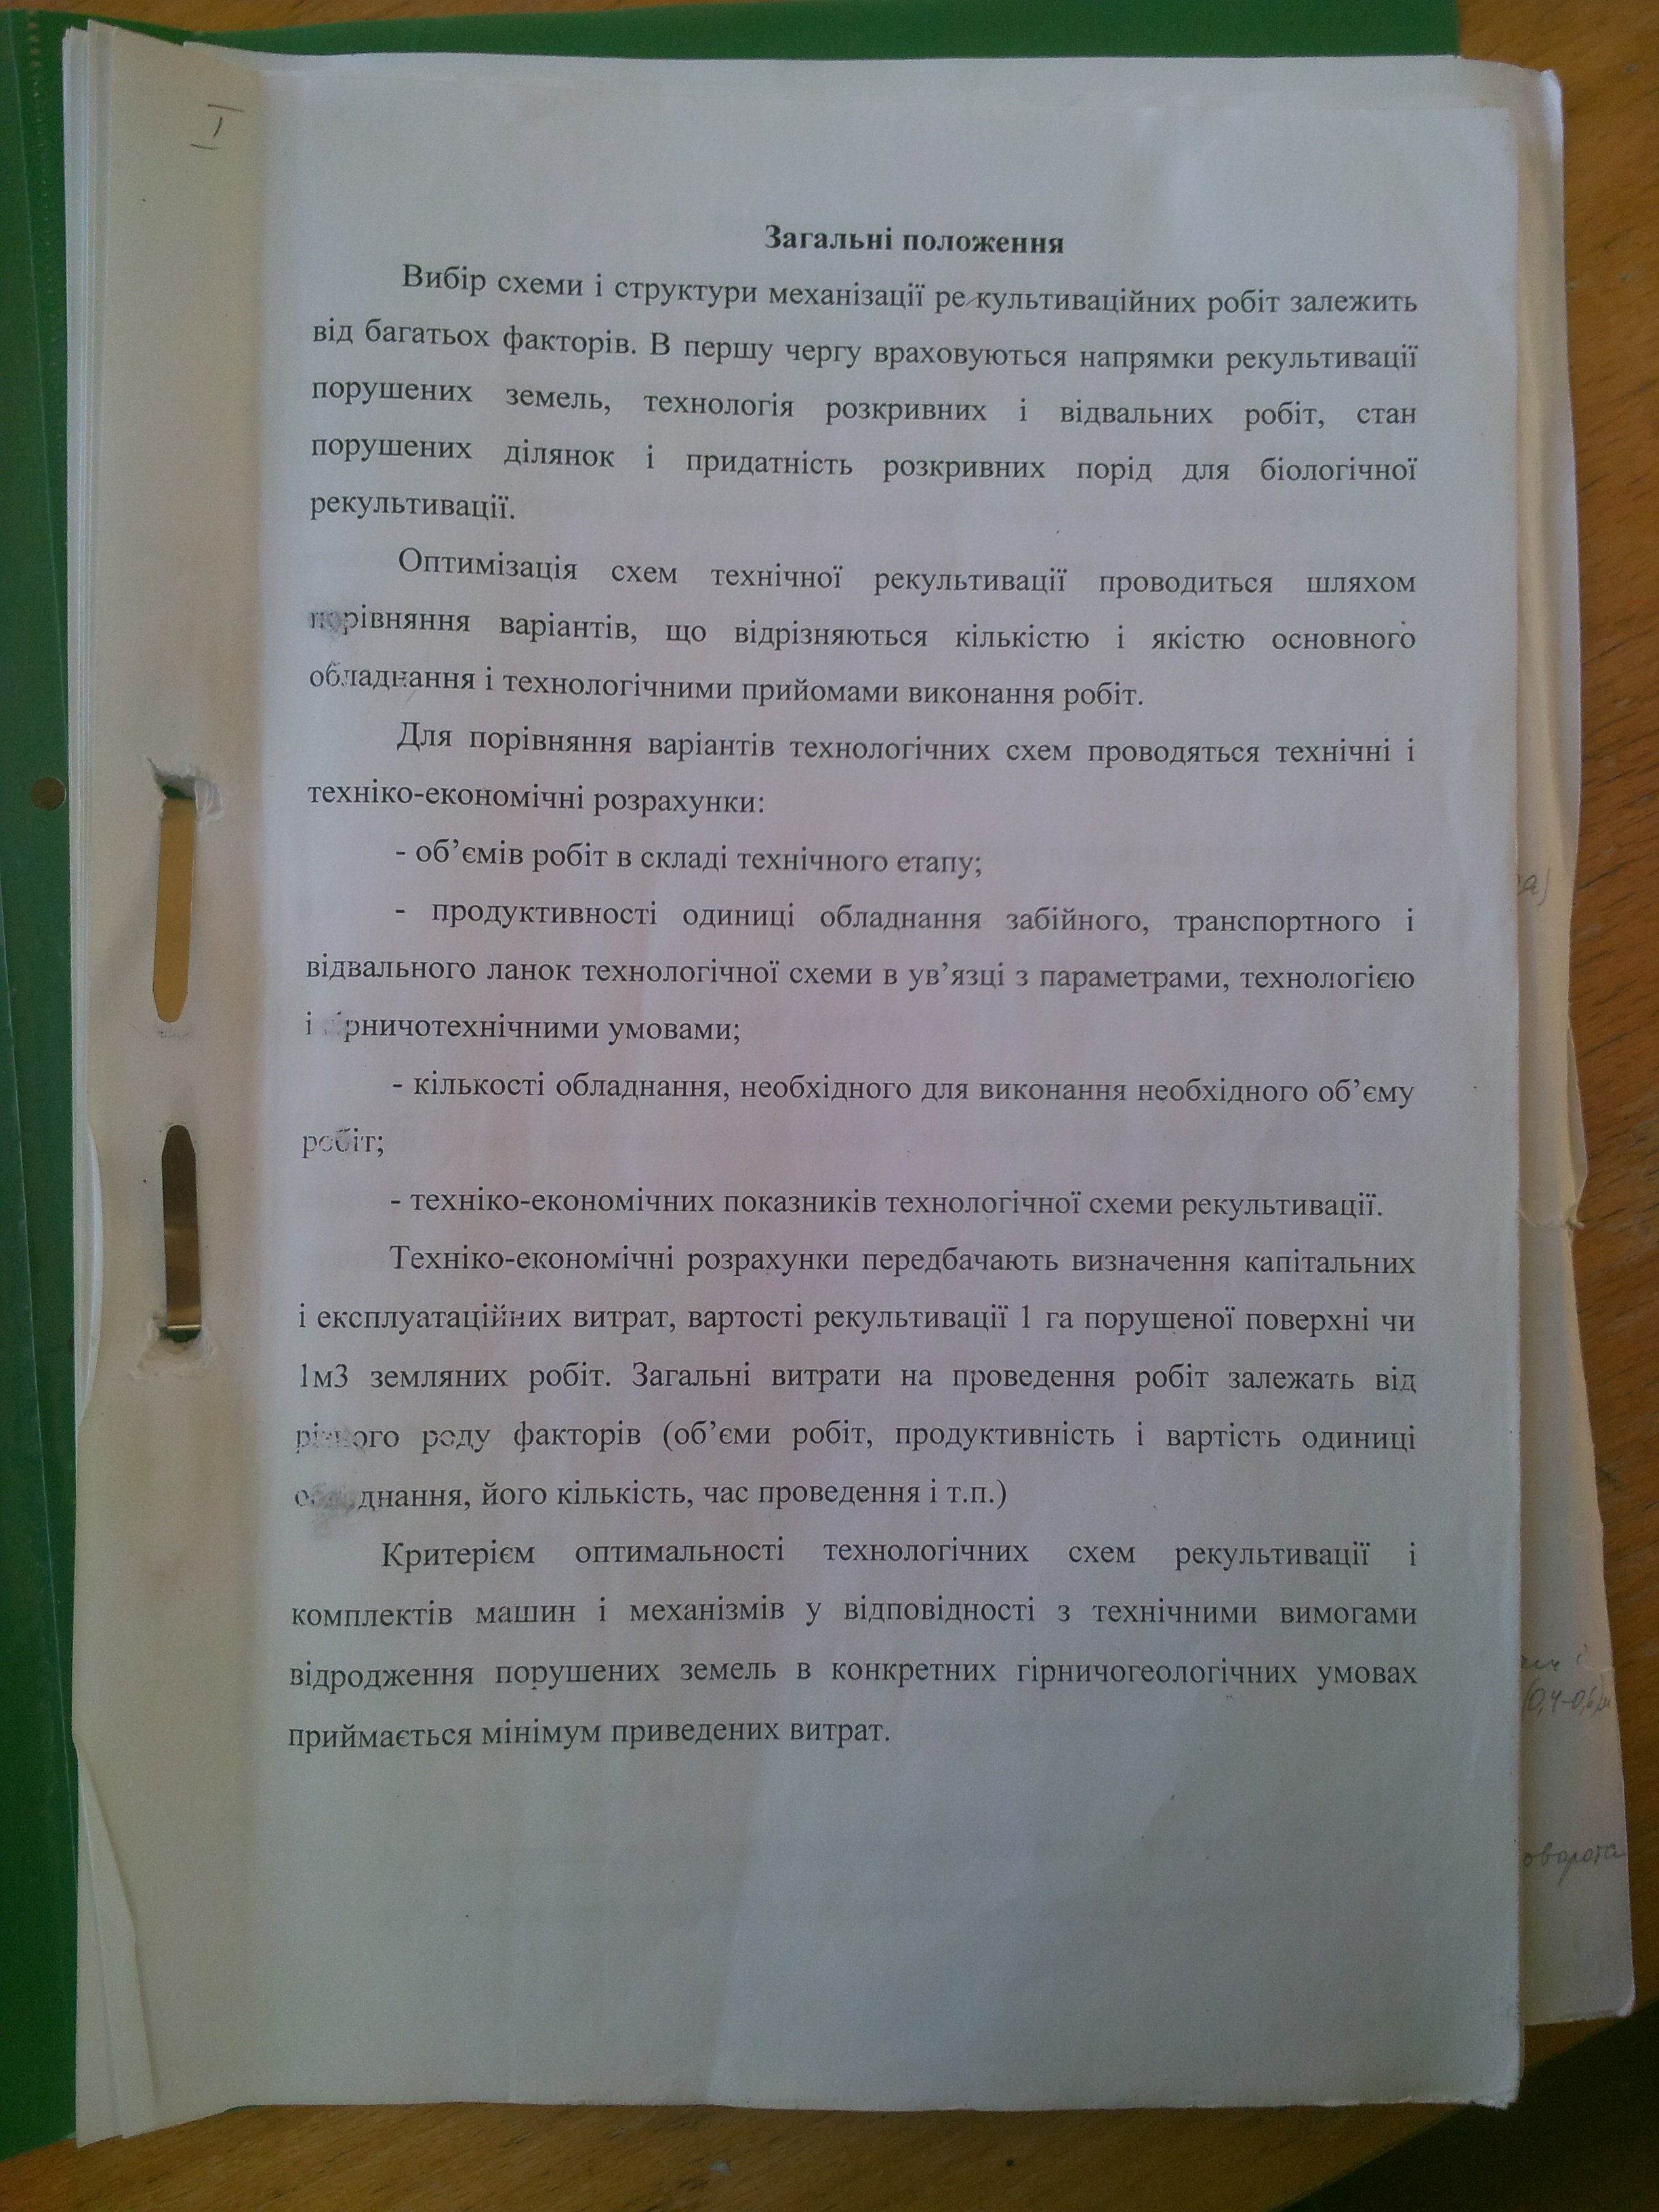 I
Загальні положення
Вибір схеми і структури механізації ре культиваційних робіт залежить
від багатьох факторів. В першу чергу враховуються напрямки рекультивації
порушених земель, технологія розкривних і відвальних робіт, стан
порушених ділянок і придатність розкривних порід для біологічної
рекультивації.
Оптимізація схем технічної рекультивації проводиться шляхом
порівняння варіантів, що відрізняються кількістю і якістю основного
обладнання і технологічними прийомами виконання робіт.
Для порівняння варіантів технологічних схем проводяться технічні і
техніко-економічні розрахунки:
- об’ємів робіт в складі технічного етапу;
- продуктивності одиниці обладнання забійного, транспортного і
відвального ланок технологічної схеми в ув’язці з параметрами, технологією
і гірничотехнічними умовами;
- кількості обладнання, необхідного для виконання необхідного об’єму
робіт;
- техніко-економічних показників технологічної схеми рекультивації.
Техніко-економічні розрахунки передбачають визначення капітальних
і експлуатаційних витрат, вартості рекультивації 1 га порушеної поверхні чи
1м3 земляних робіт. Загальні витрати на проведення робіт залежать від
різного роду факторів (об’єми робіт, продуктивність і вартість одиниці
обладнання, його кількість, час проведення і т.п.)
Критерієм оптимальності технологічних схем рекультивації і
комплектів машин і механізмів у відповідності з технічними вимогами
відродження порушених земель в конкретних гірничогеологічних умовах
приймається мінімум приведених витрат.
(0,4-0,6)
оворота